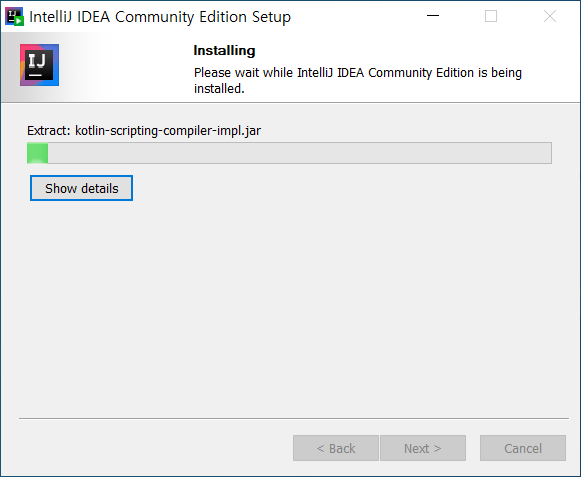 IntelliJ IDEA Community Edition Setup
IJ
Installing
Please wait while IntelliJ IDEA Community Edition is being
installed.
Extract: kotlin-scripting-compiler-impl.jar
Show details
< Back
Next >
Cancel